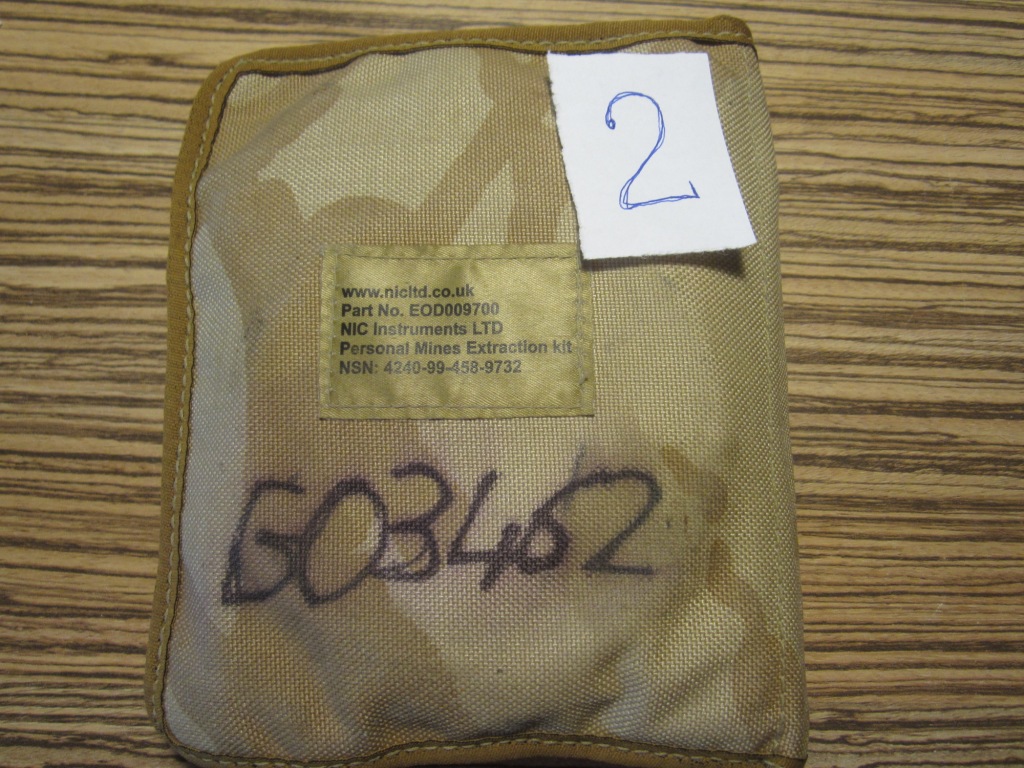 2
www.nicltd.co.uk
Part No. EOD009700
NIC Instruments LTD
Personal Mines Extraction kit
NSN: 4240-99-458-9732
G03462